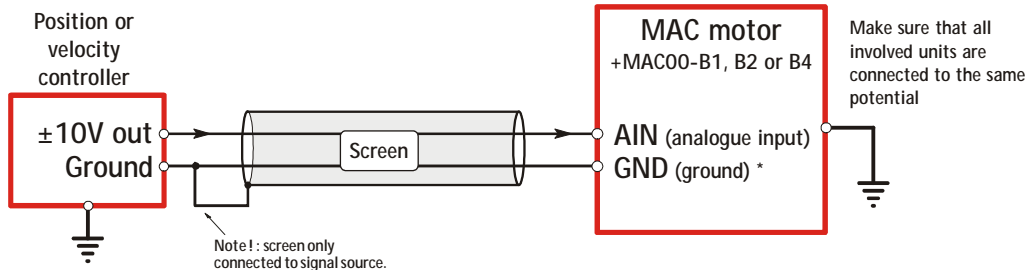 Position or
velocity
controller
±10V out
Ground
Screen
Note!: screen only
connected to signal source.
MAC motor
+MAC00-B1, B2 or B4
AIN (analogue input)
GND (ground) *
Make sure that all
involved units are
connected to the same
potential